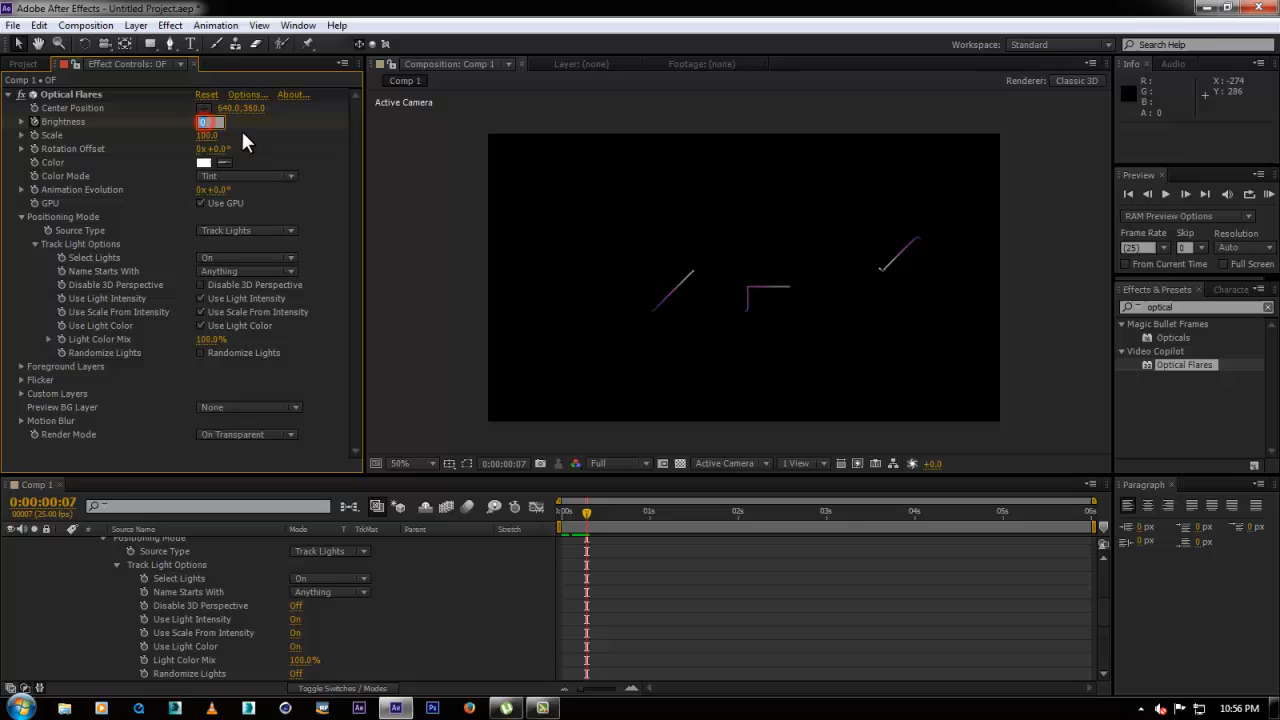 Adobe After Effects - Untitled Project.aep *
File Edit Composition Layer Effect Animation View Window Help
Workspace: Standard Search Help
Project Effect Controls: OF Composition: Comp 1 Layer: (none) Footage: (none) Info Audio
Comp 1 • OF Comp 1 Renderer: Classic 3D
Optical Flares Reset Options... About...
Active Camera
R : X : -274
G : Y : 286
B :
A : 0
Center Position 640.0,360.0
Brightness 0
Scale 100.0
Rotation Offset 0x+0.0°
Color
Color Mode Tint
Animation Evolution 0x+0.0°
GPU Use GPU
Positioning Mode
Source Type Track Lights
Track Light Options
Select Lights On
Name Starts With Anything
Disable 3D Perspective Disable 3D Perspective
Use Light Intensity Use Light Intensity
Use Scale From Intensity Use Scale From Intensity
Use Light Color Use Light Color
Light Color Mix 100.0%
Randomize Lights Randomize Lights
Foreground Layers
Flicker
Custom Layers
Preview BG Layer None
Motion Blur
Render Mode On Transparent
Preview
RAM Preview Options
Frame Rate Skip Resolution
(25) 0 Auto
From Current Time Full Screen
Effects & Presets Characte
optical
Magic Bullet Frames
Opticals
Video Copilot
Optical Flares
50% 0:00:00:07 Full Active Camera 1 View +0.0
Comp 1
0:00:00:07
00007 (25.00 fps)
:00s 01s 02s 03s 04s 05s 06s
# Source Name Mode T TrkMat Parent Stretch
Positioning Mode
Source Type Track Lights
Track Light Options
Select Lights On
Name Starts With Anything
Disable 3D Perspective Off
Use Light Intensity On
Use Scale From Intensity On
Use Light Color On
Light Color Mix 100.0%
Randomize Lights Off
Toggle Switches / Modes
Paragraph
0 px 0 px 0 px
0 px 0 px
10:56 PM